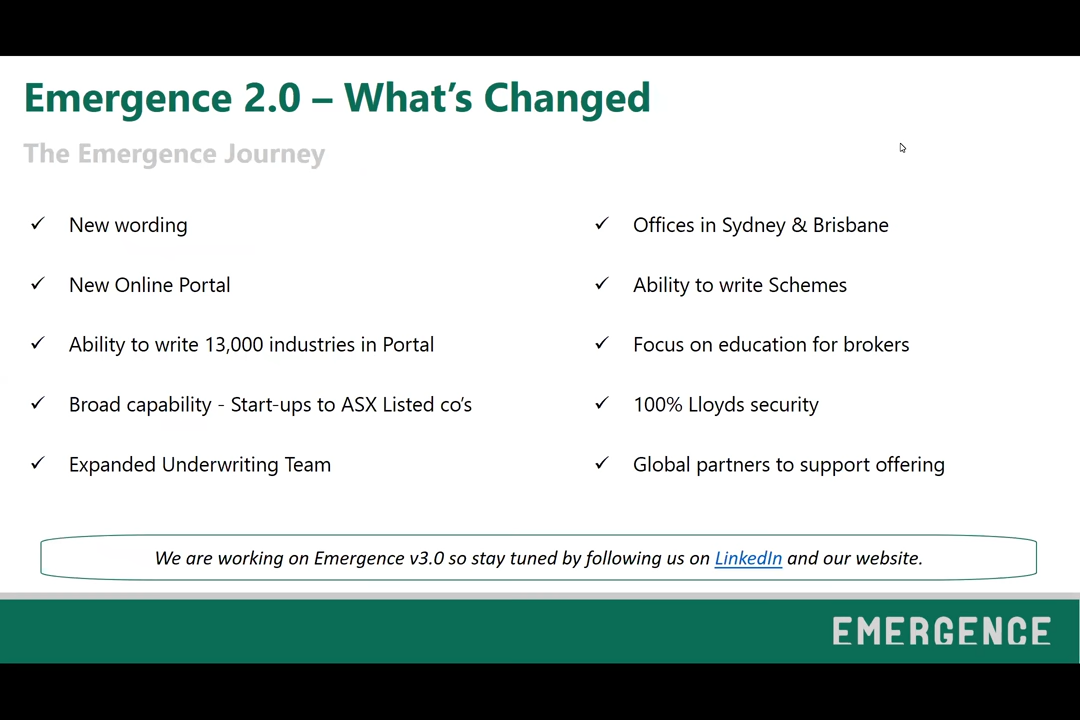 Emergence 2.0 – What's Changed
The Emergence Journey
✓ New wording
✓ New Online Portal
✓ Ability to write 13,000 industries in Portal
✓ Broad capability - Start-ups to ASX Listed co's
✓ Expanded Underwriting Team
✓ Offices in Sydney & Brisbane
✓ Ability to write Schemes
✓ Focus on education for brokers
✓ 100% Lloyds security
✓ Global partners to support offering
We are working on Emergence v3.0 so stay tuned by following us on LinkedIn and our website.
EMERGENCE